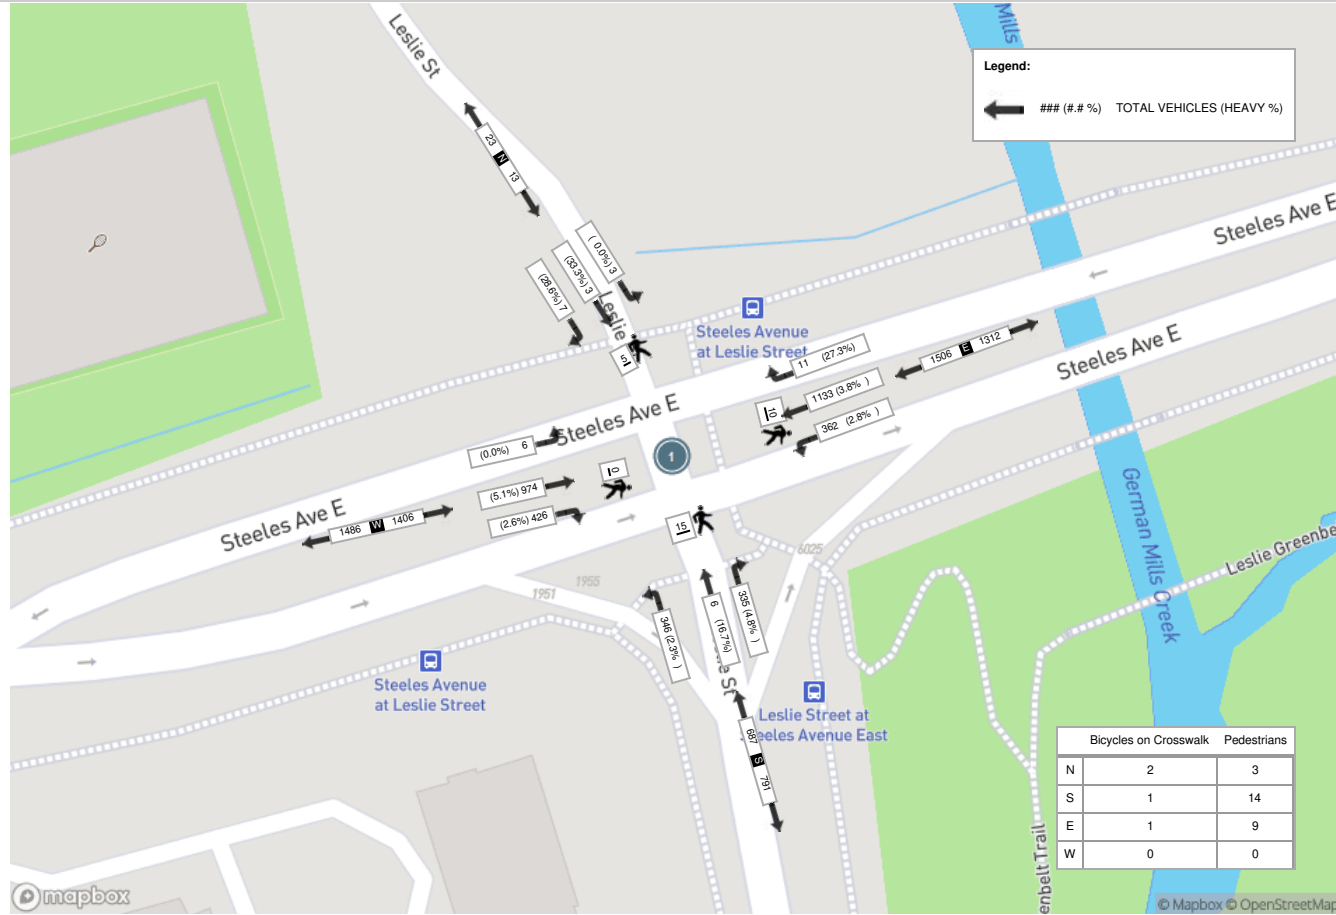 Leslie St
Mills
Legend:
### (#.# %) TOTAL VEHICLES (HEAVY %)
23 N 13
( 0.0%) 3
(33.3%) 3
(28.6%) 7
Leslie
Steeles Ave E
Steeles Avenue
at Leslie Street
11 (27.3%)
1506 E 1312
1133 (3.8% )
362 (2.8% )
Steeles Ave E
5
10
Steeles Ave E
1
(0.0%) 6
0
(5.1%) 974
(2.6%) 426
Steeles Ave E
1486 W 1406
15
6025
1955
1951
346 (2.3% )
6 (16.7%)
335 (4.8% )
German Mills Creek
Leslie Greenbe
Steeles Avenue
at Leslie Street
ie St
Leslie Street at
eeles Avenue East
687 S 791
Bicycles on Crosswalk Pedestrians
N 2 3
S 1 14
E 1 9
W 0 0
enbelt Trail
mapbox
© Mapbox © OpenStreetMap